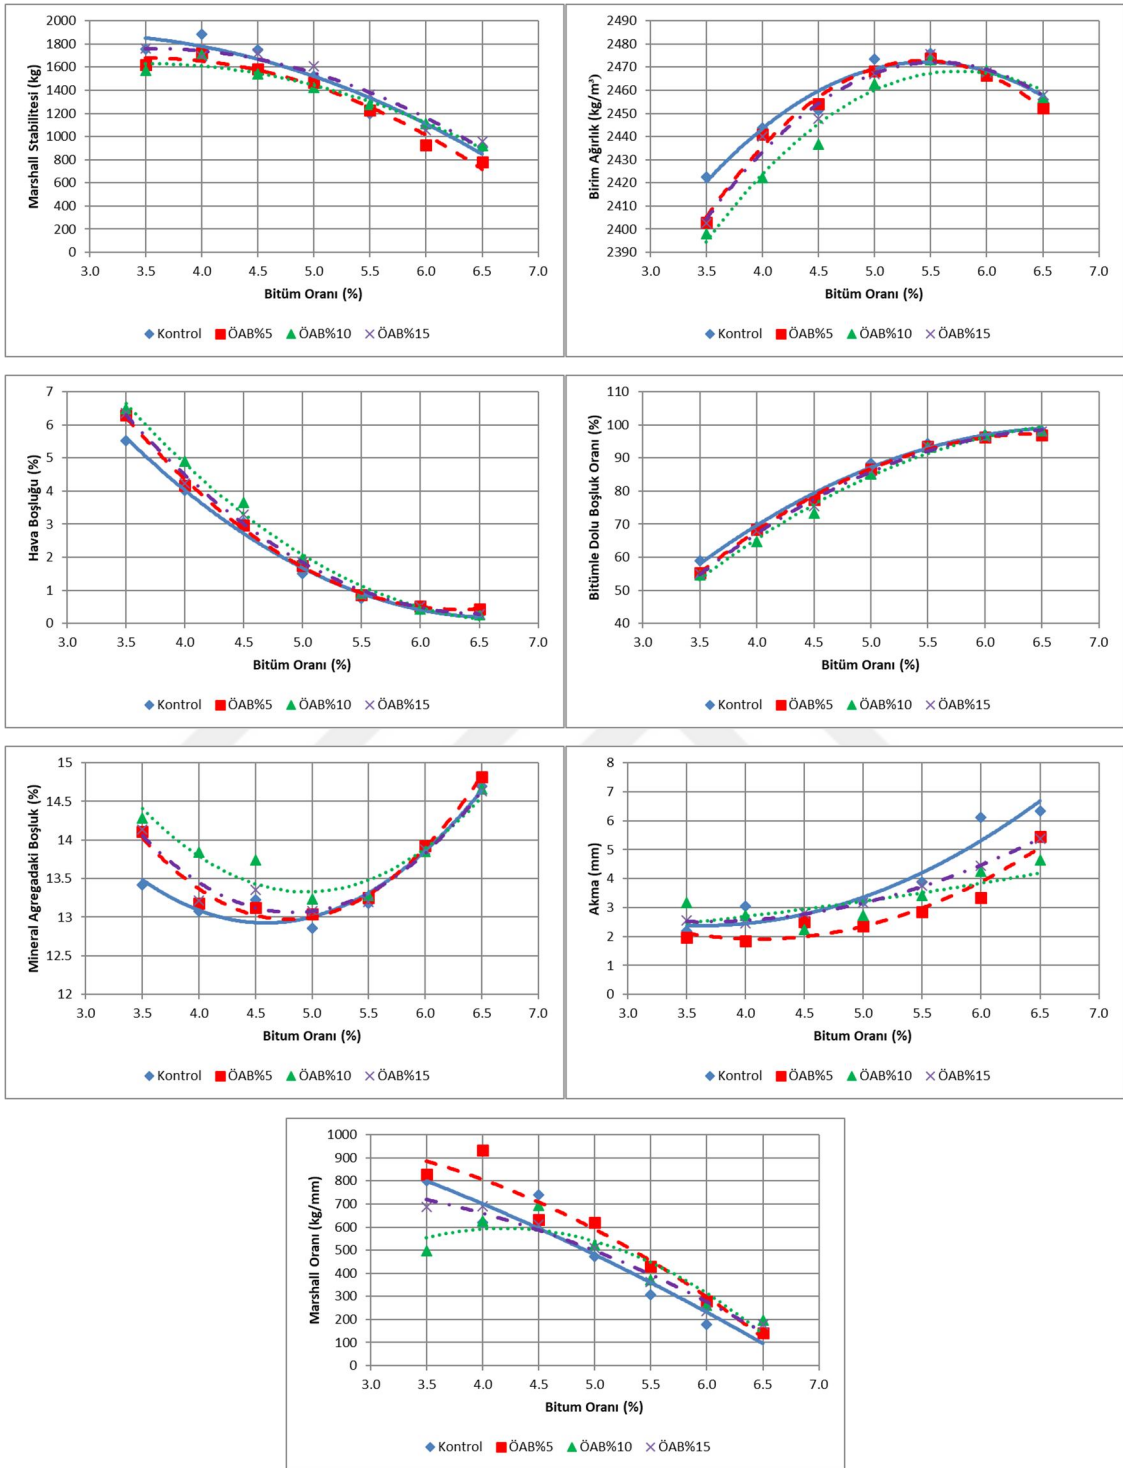 2000
1800
1600
1400
1200
1000
800
600
400
200
0
Marshall Stabilitesi (kg)
3.0 3.5 4.0 4.5 5.0 5.5 6.0 6.5 7.0
Bitüm Oranı (%)
Kontrol ÖAB%5 ÖAB%10 ÖAB%15
2490
2480
2470
2460
2450
2440
2430
2420
2410
2400
2390
Birim Ağırlık (kg/m³)
3.0 3.5 4.0 4.5 5.0 5.5 6.0 6.5 7.0
Bitüm Oranı (%)
Kontrol ÖAB%5 ÖAB%10 ÖAB%15
7
6
5
4
3
2
1
0
Hava Boşluğu (%)
3.0 3.5 4.0 4.5 5.0 5.5 6.0 6.5 7.0
Bitüm Oranı (%)
Kontrol ÖAB%5 ÖAB%10 ÖAB%15
110
100
90
80
70
60
50
40
Bitümle Dolu Boşluk Oranı (%)
3.0 3.5 4.0 4.5 5.0 5.5 6.0 6.5 7.0
Bitüm Oranı (%)
Kontrol ÖAB%5 ÖAB%10 ÖAB%15
15
14.5
14
13.5
13
12.5
12
Mineral Agregadaki Boşluk (%)
3.0 3.5 4.0 4.5 5.0 5.5 6.0 6.5 7.0
Bitum Oranı (%)
Kontrol ÖAB%5 ÖAB%10 ÖAB%15
8
7
6
5
4
3
2
1
0
Akma (mm)
3.0 3.5 4.0 4.5 5.0 5.5 6.0 6.5 7.0
Bitum Oranı (%)
Kontrol ÖAB%5 ÖAB%10 ÖAB%15
1000
900
800
700
600
500
400
300
200
100
0
Marshall Oranı (kg/mm)
3.0 3.5 4.0 4.5 5.0 5.5 6.0 6.5 7.0
Bitum Oranı (%)
Kontrol ÖAB%5 ÖAB%10 ÖAB%15